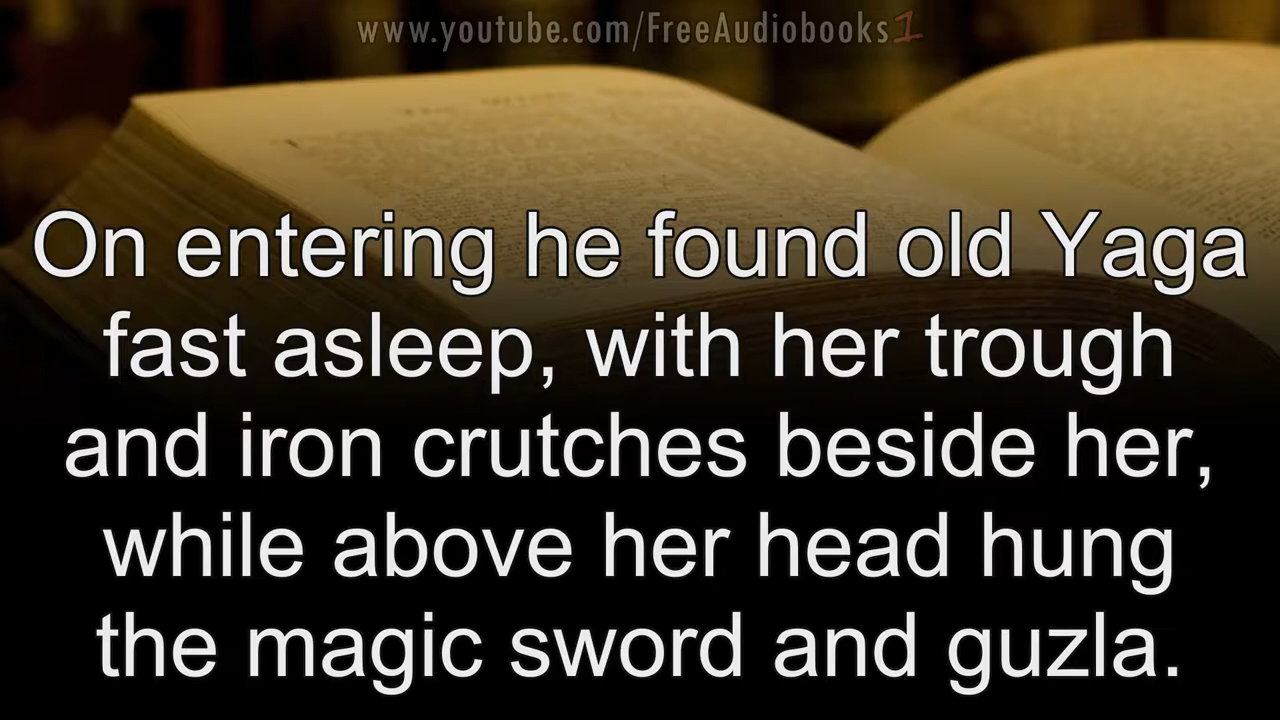 www.youtube.com/FreeAudiobooks1
On entering he found old Yaga
fast asleep, with her trough
and iron crutches beside her,
while above her head hung
the magic sword and guzla.